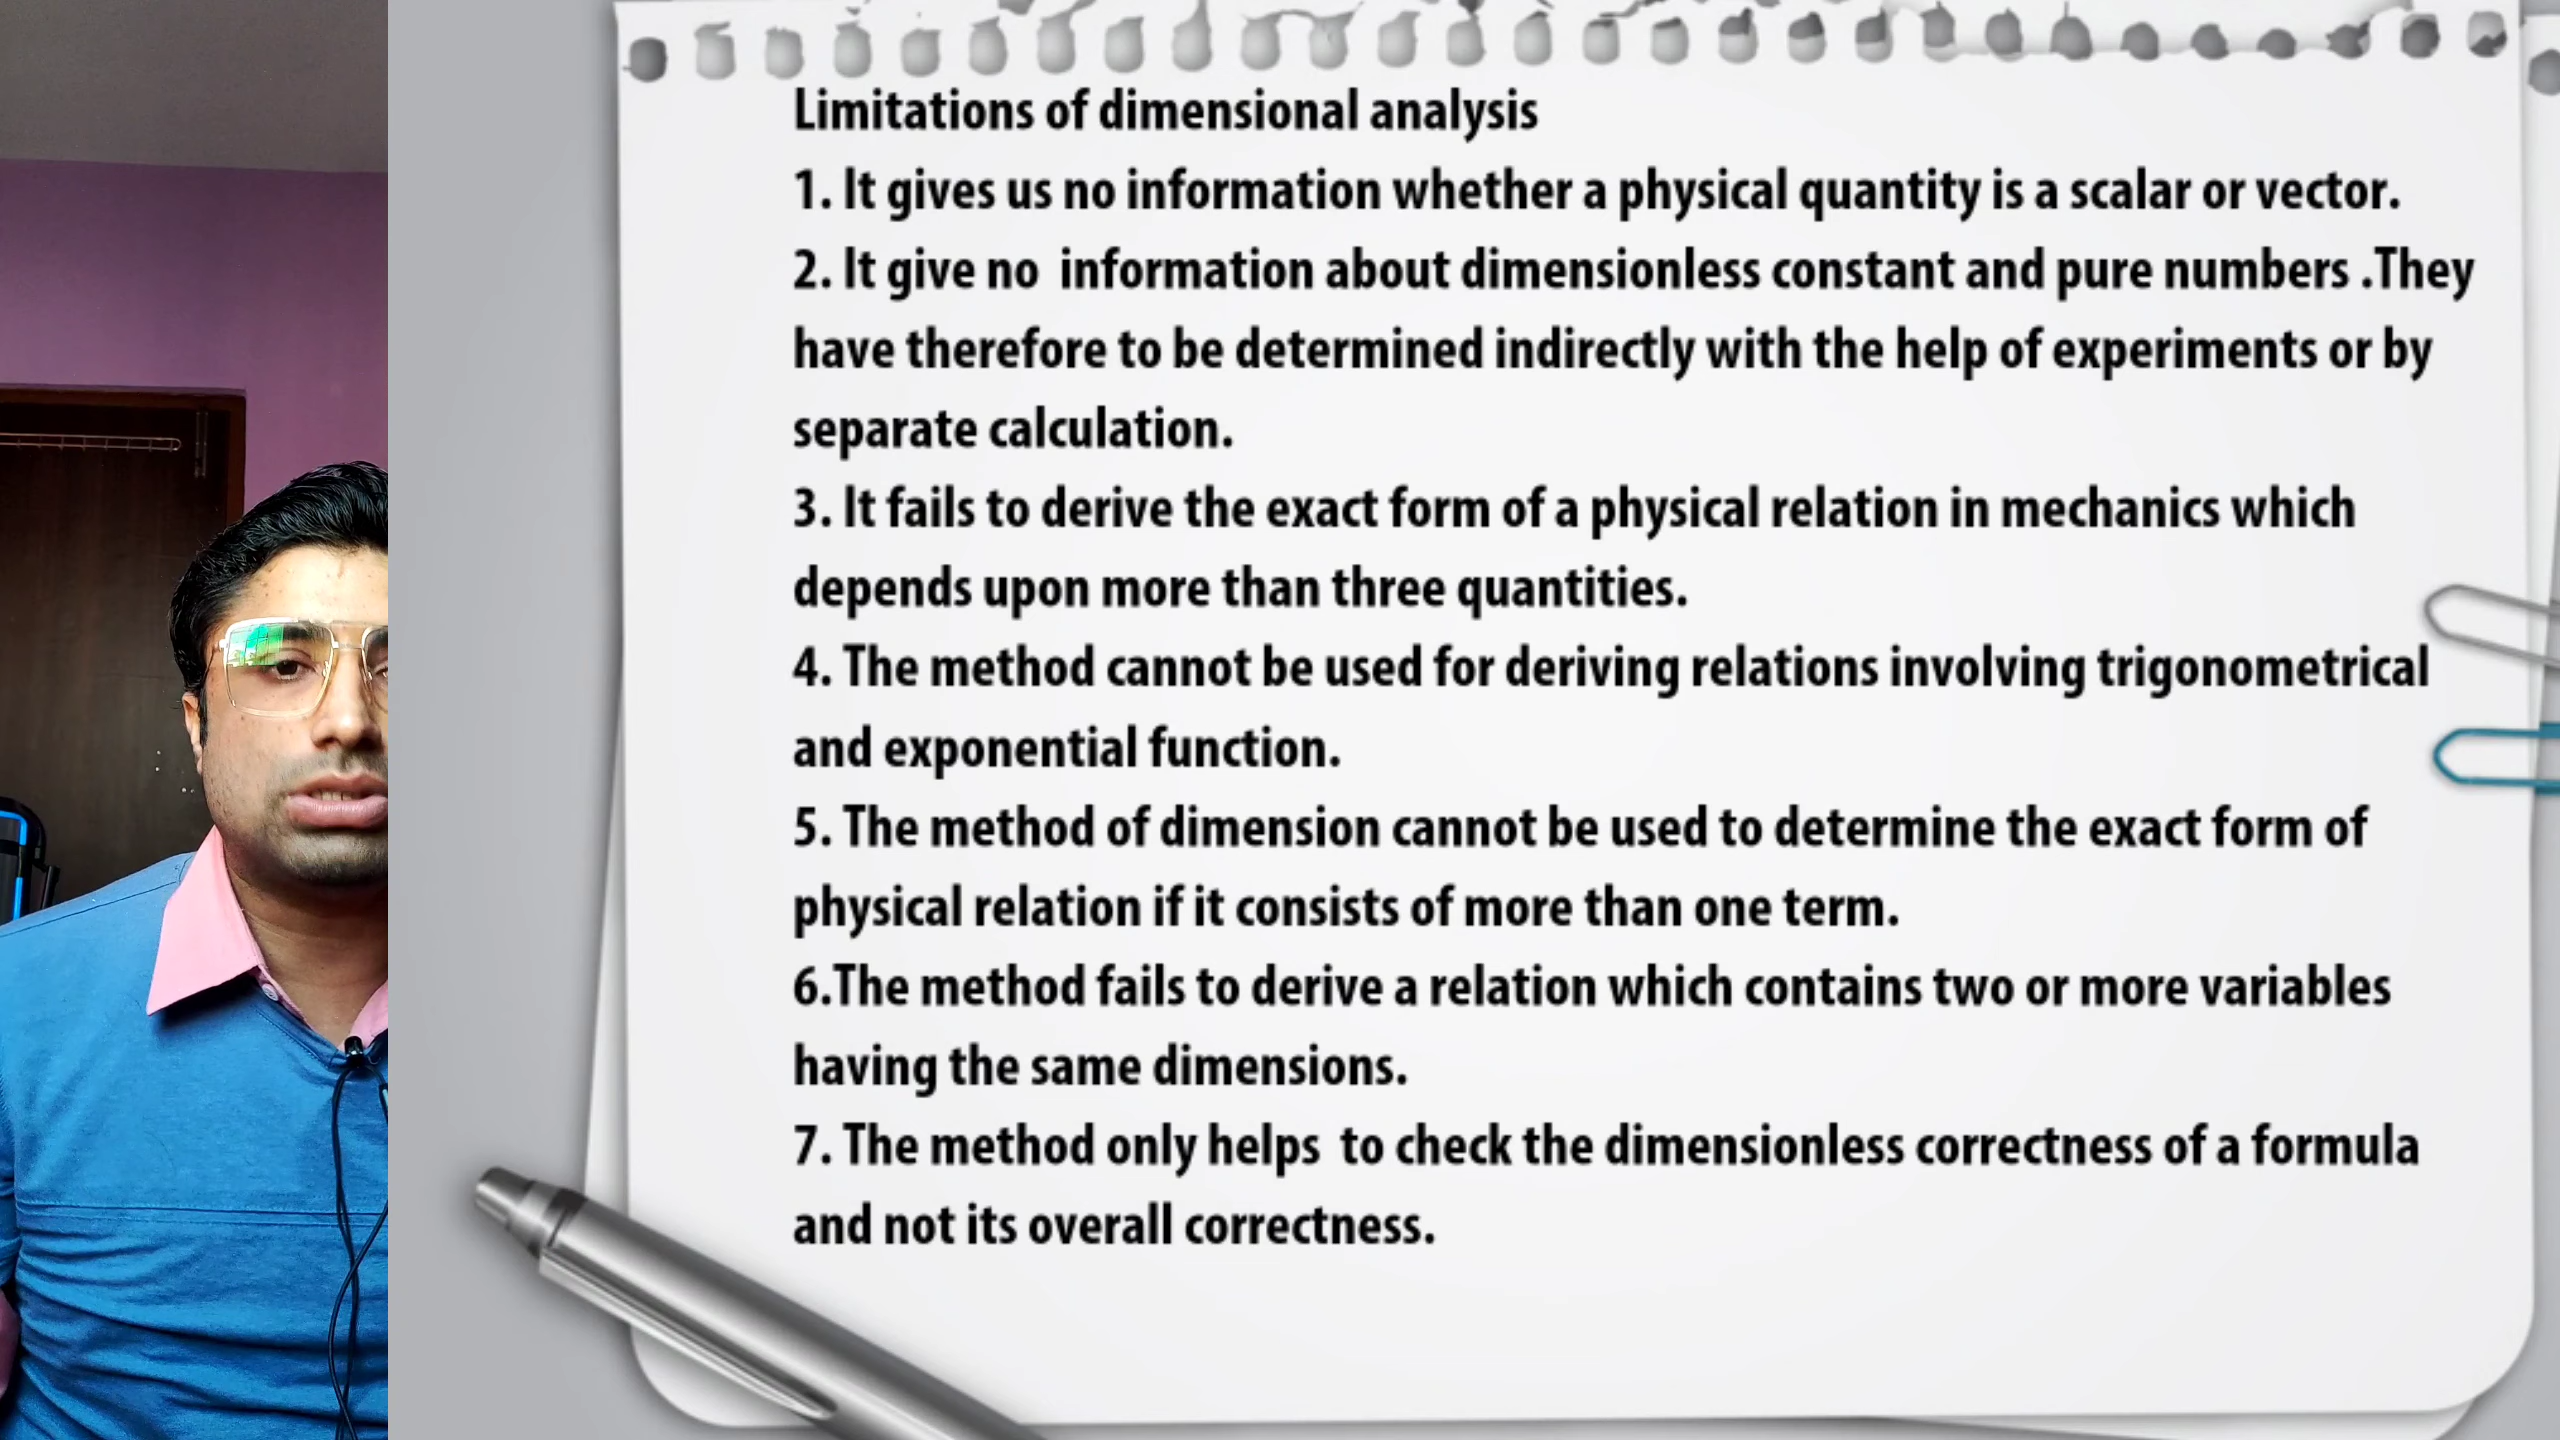 Limitations of dimensional analysis
1. It gives us no information whether a physical quantity is a scalar or vector.
2. It give no  information about dimensionless constant and pure numbers .They
have therefore to be determined indirectly with the help of experiments or by
separate calculation.
3. It fails to derive the exact form of a physical relation in mechanics which
depends upon more than three quantities.
4. The method cannot be used for deriving relations involving trigonometrical
and exponential function.
5. The method of dimension cannot be used to determine the exact form of
physical relation if it consists of more than one term.
6.The method fails to derive a relation which contains two or more variables
having the same dimensions.
7. The method only helps  to check the dimensionless correctness of a formula
and not its overall correctness.